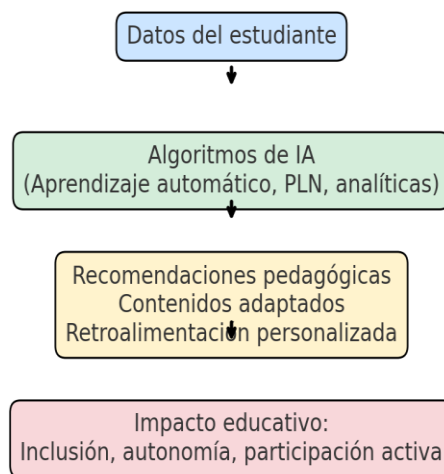 Datos del estudiante
Algoritmos de IA
(Aprendizaje automático, PLN, analíticas)
Recomendaciones pedagógicas
Contenidos adaptados
Retroalimentación personalizada
Impacto educativo:
Inclusión, autonomía, participación activa